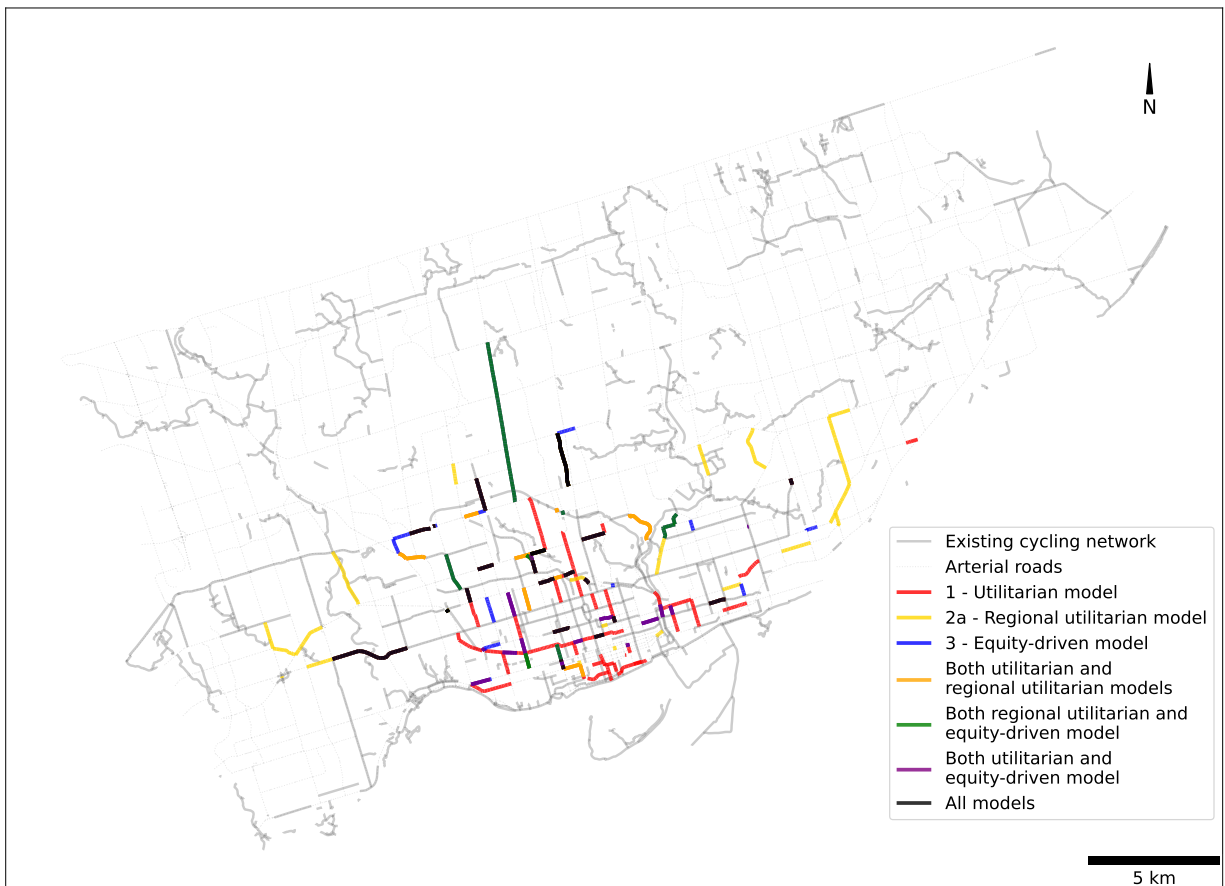 N
Existing cycling network
Arterial roads
1 - Utilitarian model
2a - Regional utilitarian model
3 - Equity-driven model
Both utilitarian and
regional utilitarian models
Both regional utilitarian and
equity-driven model
Both utilitarian and
equity-driven model
All models
5 km